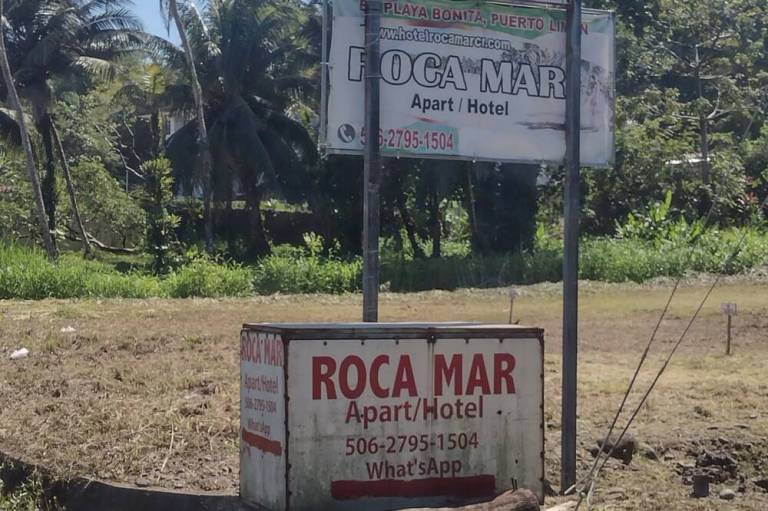 PLAYA BONITA, PUERTO LIMON
www.hotelrocamarcr.com
ROCA MAR
Apart / Hotel
506-2795-1504
ROCA MAR
Apart/Hotel
506-2795-1504
What'sApp
ROCA MAR
Apart/Hotel
506-2795-1504
What'sApp